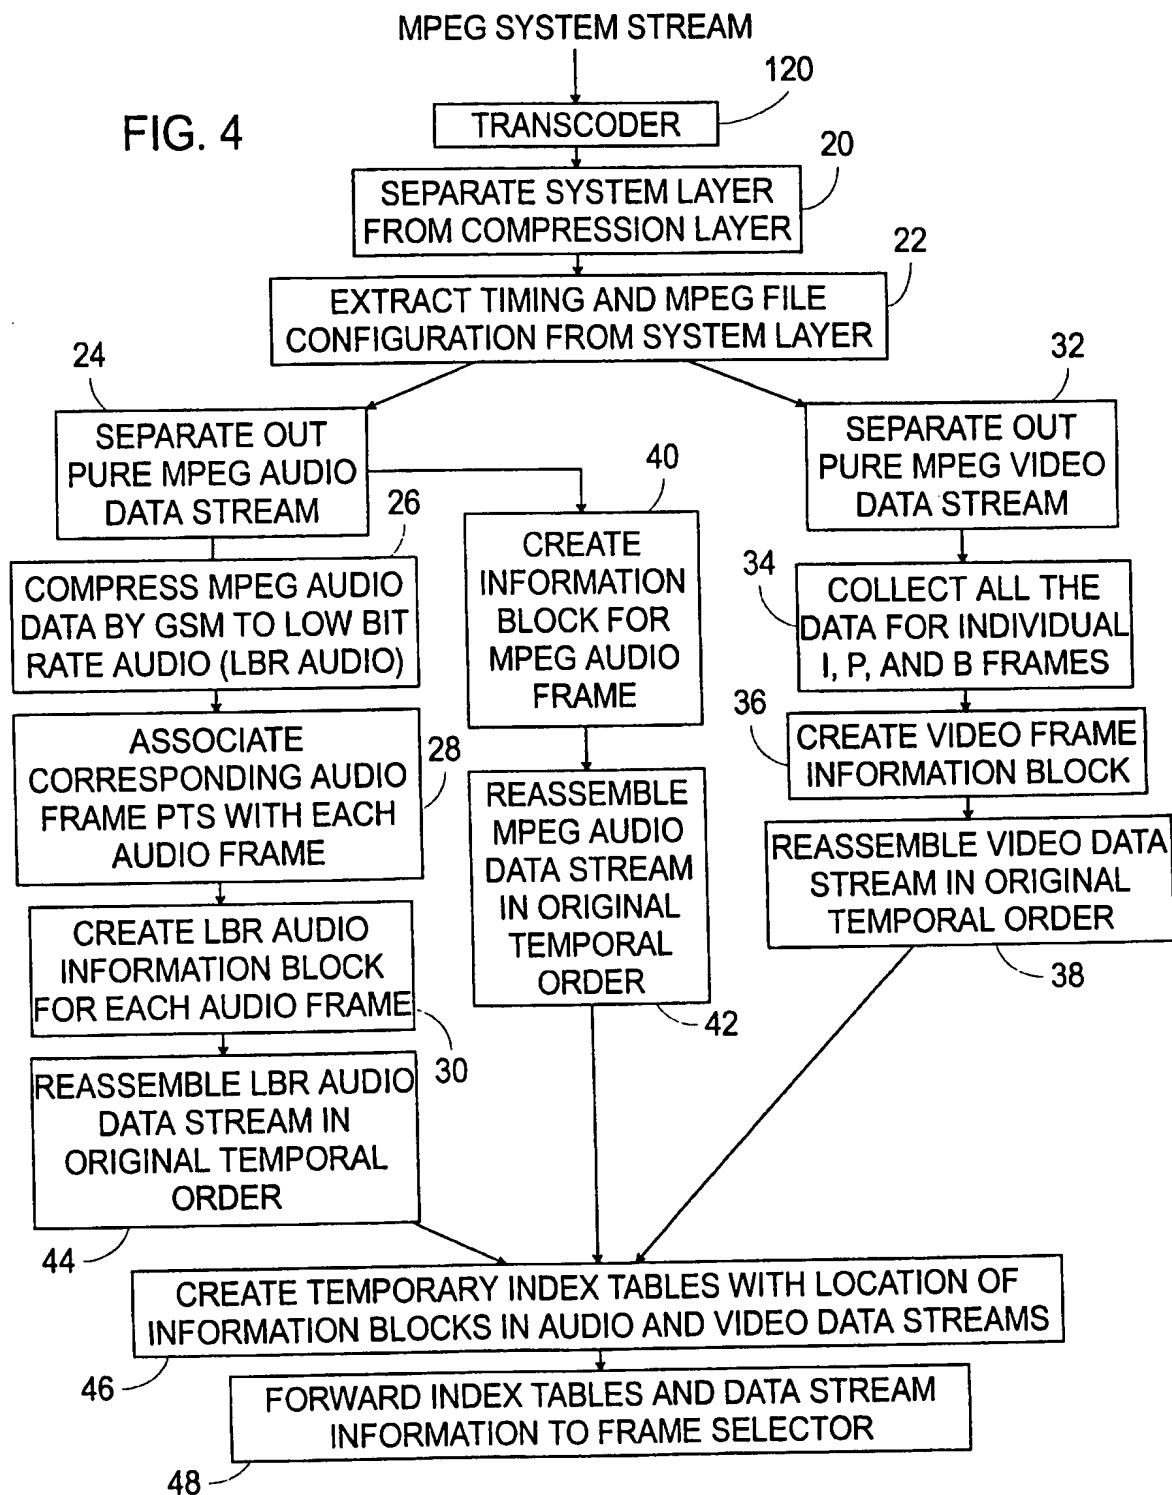 MPEG SYSTEM STREAM
120
FIG. 4
TRANSCODER
20
SEPARATE SYSTEM LAYER
FROM COMPRESSION LAYER
22
EXTRACT TIMING AND MPEG FILE
CONFIGURATION FROM SYSTEM LAYER
24
SEPARATE OUT
PURE MPEG AUDIO
DATA STREAM
26
COMPRESS MPEG AUDIO
DATA BY GSM TO LOW BIT
RATE AUDIO (LBR AUDIO)
ASSOCIATE
CORRESPONDING AUDIO
FRAME PTS WITH EACH
AUDIO FRAME
28
CREATE LBR AUDIO
INFORMATION BLOCK
FOR EACH AUDIO FRAME
30
REASSEMBLE LBR AUDIO
DATA STREAM IN
ORIGINAL TEMPORAL
ORDER
44
40
CREATE
INFORMATION
BLOCK FOR
MPEG AUDIO
FRAME
REASSEMBLE
MPEG AUDIO
DATA STREAM
IN ORIGINAL
TEMPORAL
ORDER
42
32
SEPARATE OUT
PURE MPEG VIDEO
DATA STREAM
34
COLLECT ALL THE
DATA FOR INDIVIDUAL
I, P, AND B FRAMES
36
CREATE VIDEO FRAME
INFORMATION BLOCK
REASSEMBLE VIDEO DATA
STREAM IN ORIGINAL
TEMPORAL ORDER
38
CREATE TEMPORARY INDEX TABLES WITH LOCATION OF
INFORMATION BLOCKS IN AUDIO AND VIDEO DATA STREAMS
46
FORWARD INDEX TABLES AND DATA STREAM
INFORMATION TO FRAME SELECTOR
48